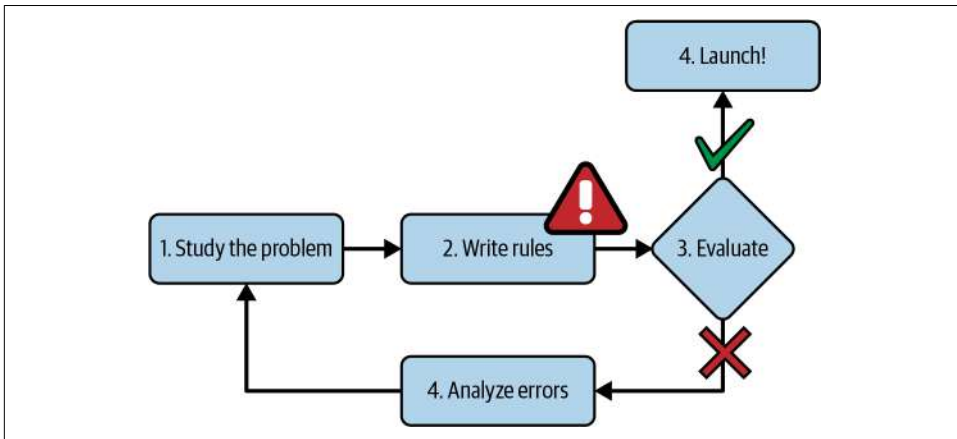 4. Launch!
1. Study the problem
2. Write rules
3. Evaluate
4. Analyze errors